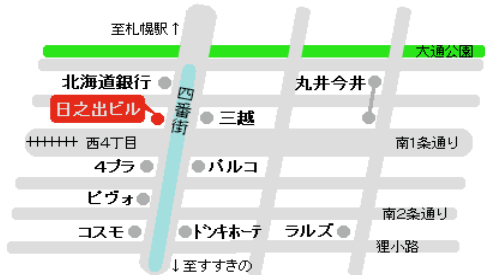 至札幌駅↑
大通公園
北海道銀行
丸井今井
四番街
日之出ビル
三越
西4丁目
南1条通り
4プラ
パルコ
ピヴォ
南2条通り
コスモ
ドンキホーテ
ラルズ
狸小路
↓至すすきの